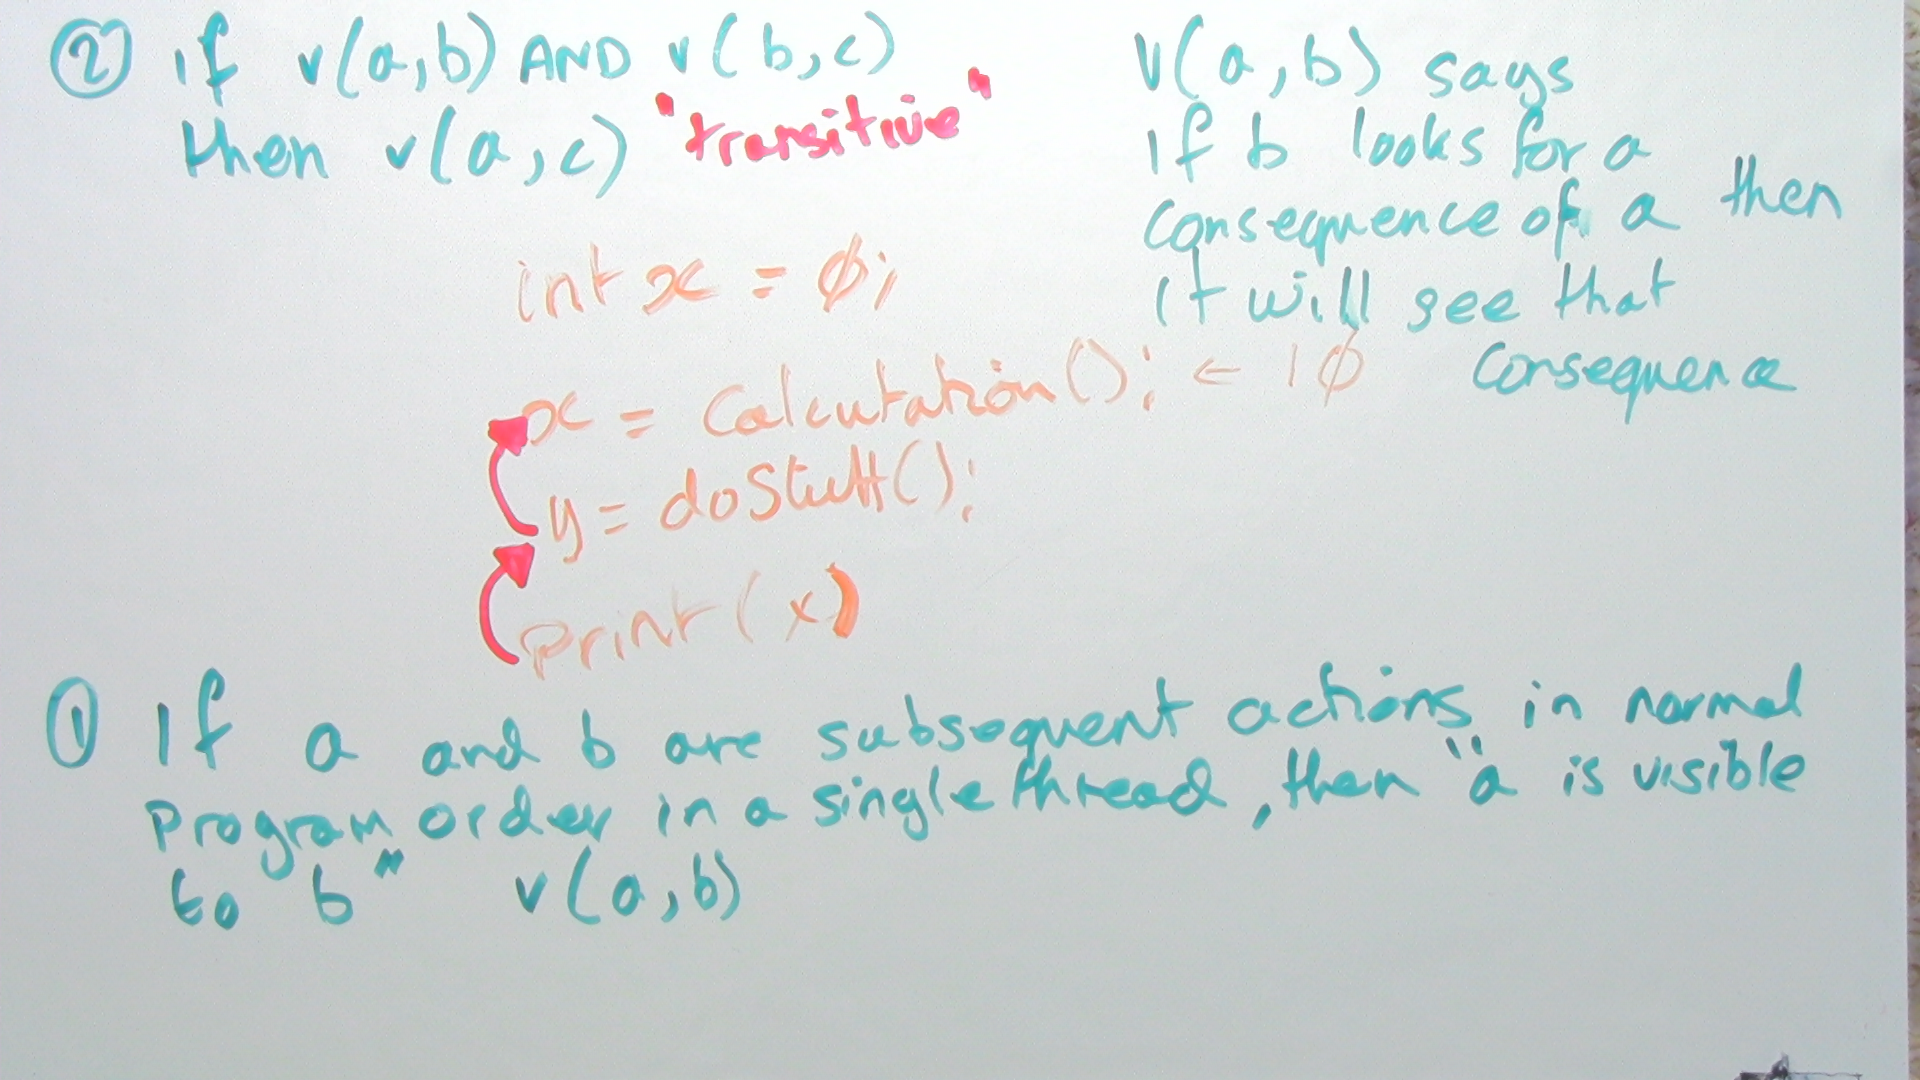 ② If v(a,b) AND v(b,c)
then v(a,c) "transitive"
V(a,b) says
If b looks for a
consequence of a then
it will see that
consequence
int x = 0;
x = Calculation(); ← 10
y = doStuff();
Print(x)
① If a and b are subsequent actions in normal
Program order in a single thread, then "a is visible
to b" v(a,b)